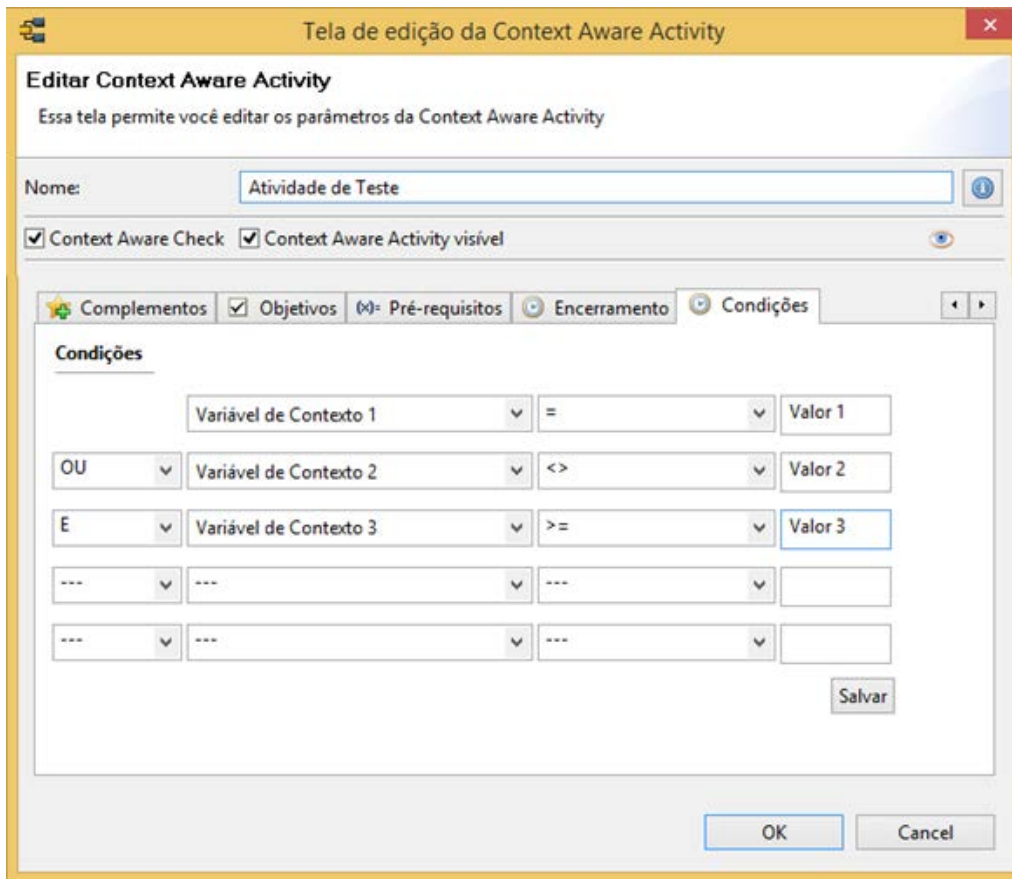 Tela de edição da Context Aware Activity
Editar Context Aware Activity
Essa tela permite você editar os parâmetros da Context Aware Activity
Nome: Atividade de Teste
Context Aware Check Context Aware Activity visível
Complementos Objetivos (x)= Pré-requisitos Encerramento Condições
Condições
Variável de Contexto 1 = Valor 1
OU Variável de Contexto 2 <> Valor 2
E Variável de Contexto 3 >= Valor 3
--- --- ---
--- --- ---
Salvar
OK Cancel